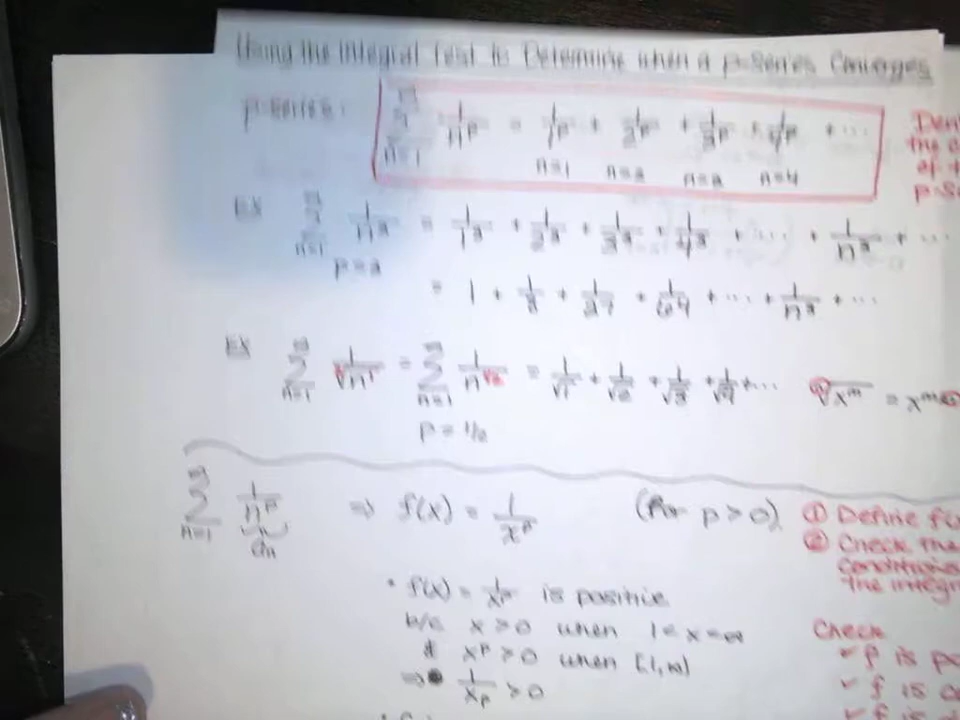 Using the Integral Test to Determine when a p-series Converges
p-series: ∞ Σ n=1 1/n^p = 1/1^p + 1/2^p + 1/3^p + 1/4^p + ...
n=1 n=2 n=3 n=4
the
of
EX ∞ Σ n=1 1/n^3 = 1/1^3 + 1/2^3 + 1/3^3 + 1/4^3 + ... + 1/n^3 + ...
p=3
= 1 + 1/8 + 1/27 + 1/64 + ... + 1/n^3 + ...
EX ∞ Σ n=1 1/√n^1 = ∞ Σ n=1 1/n^1/2 = 1/√1 + 1/√2 + 1/√3 + 1/√4 + ...
p = 1/2
∞ Σ n=1 1/n^p ⇒ f(x) = 1/x^p (for p > 0)
an
① Define
② Check the
conditions
the
• f(x) = 1/x^p is positive
b/c x > 0 when 1 < x < ∞
& x^p > 0 when [1,∞)
⇒ 1/x^p > 0
Check
✓ f is
✓ f is
✓ f is